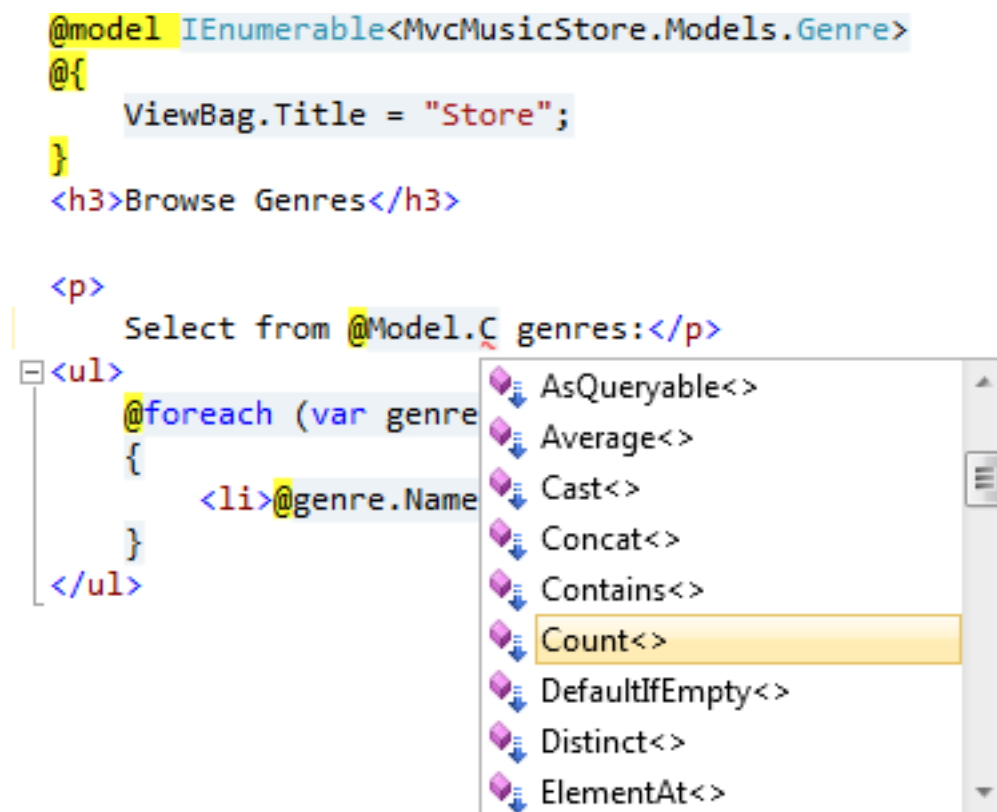 @model IEnumerable<MvcMusicStore.Models.Genre>
@{
ViewBag.Title = "Store";
}
<h3>Browse Genres</h3>
<p>
Select from @Model.C genres:</p>
<ul>
@foreach (var genre
{
<li>@genre.Name
}
</ul>
AsQueryable<>
Average<>
Cast<>
Concat<>
Contains<>
Count<>
DefaultIfEmpty<>
Distinct<>
ElementAt<>